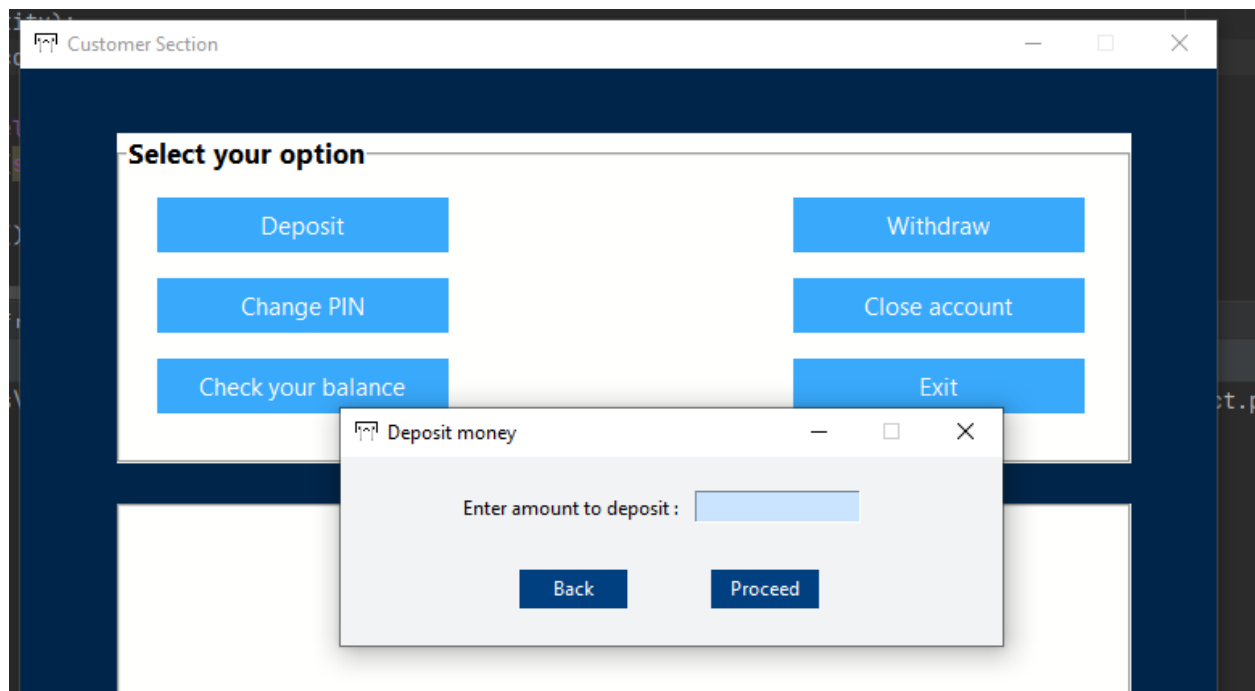 Customer Section
Select your option
Deposit
Withdraw
Change PIN
Close account
Check your balance
Exit
Deposit money
Enter amount to deposit :
Back
Proceed